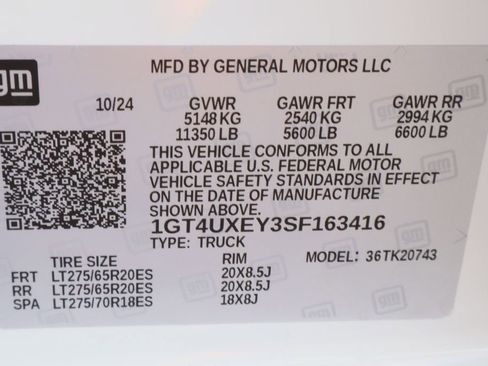 gm
MFD BY GENERAL MOTORS LLC
10/24 GVWR GAWR FRT GAWR RR
5148 KG 2540 KG 2994 KG
11350 LB 5600 LB 6600 LB
THIS VEHICLE CONFORMS TO ALL
APPLICABLE U.S. FEDERAL MOTOR
VEHICLE SAFETY STANDARDS IN EFFECT
ON THE DATE OF MANUFACTURE
SHOWN ABOVE.
1GT4UXEY3SF163416
TYPE: TRUCK
TIRE SIZE RIM MODEL: 36TK20743
FRT LT275/65R20ES 20X8.5J
RR LT275/65R20ES 20X8.5J
SPA LT275/70R18ES 18X8J